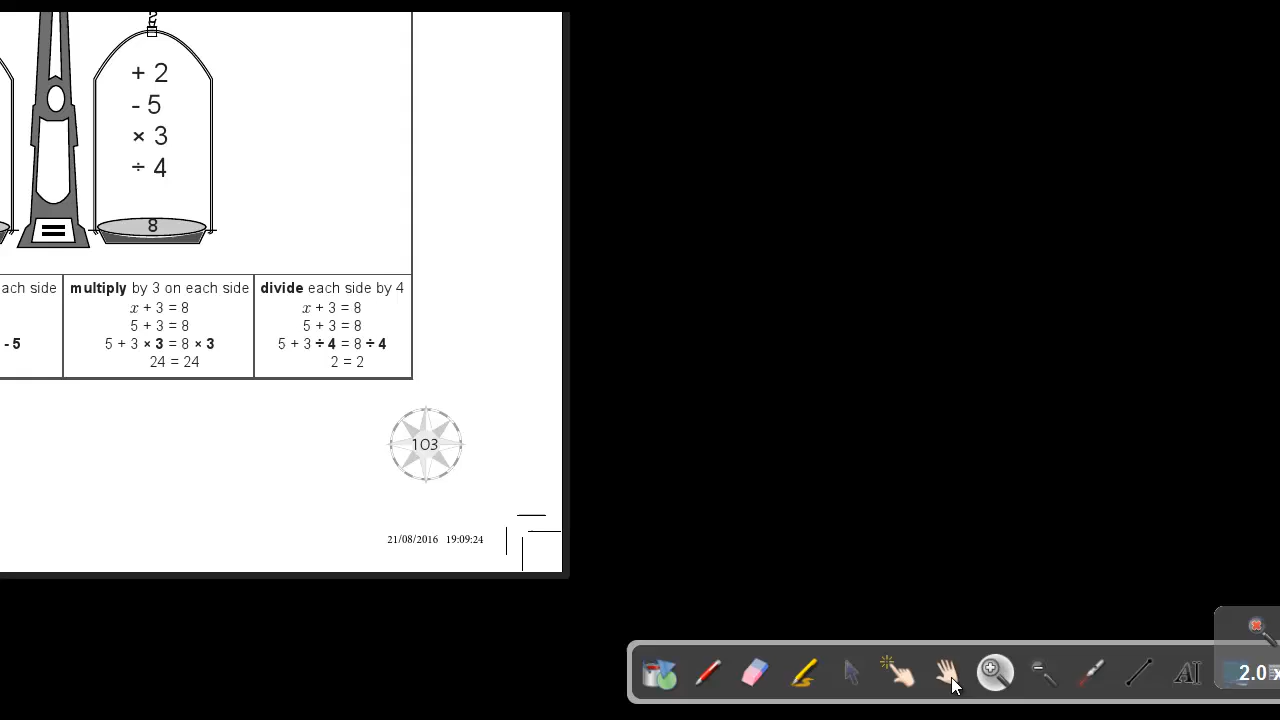 + 2
- 5
× 3
÷ 4
8
=
ach side
- 5
multiply by 3 on each side
x + 3 = 8
5 + 3 = 8
5 + 3 × 3 = 8 × 3
24 = 24
divide each side by 4
x + 3 = 8
5 + 3 = 8
5 + 3 ÷ 4 = 8 ÷ 4
2 = 2
103
21/08/2016 19:09:24
AI
2.0 x